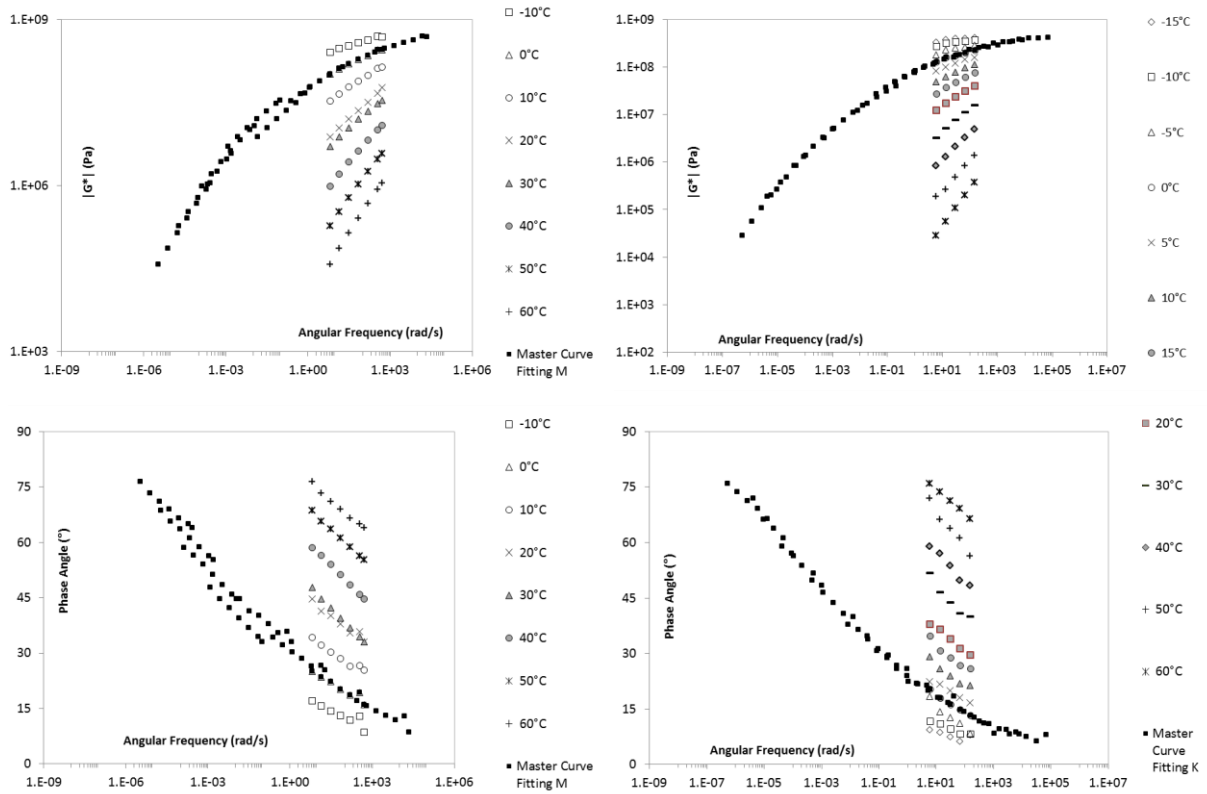 1.E+09
1.E+06
1.E+03
|G*| (Pa)
Angular Frequency (rad/s)
1.E-09 1.E-06 1.E-03 1.E+00 1.E+03 1.E+06
-10°C
0°C
10°C
20°C
30°C
40°C
50°C
60°C
Master Curve
Fitting M
1.E+09
1.E+08
1.E+07
1.E+06
1.E+05
1.E+04
1.E+03
1.E+02
|G*| (Pa)
Angular Frequency (rad/s)
1.E-09 1.E-07 1.E-05 1.E-03 1.E-01 1.E+01 1.E+03 1.E+05 1.E+07
-15°C
-10°C
-5°C
0°C
5°C
10°C
15°C
90
75
60
45
30
15
0
Phase Angle (°)
Angular Frequency (rad/s)
1.E-09 1.E-06 1.E-03 1.E+00 1.E+03 1.E+06
-10°C
0°C
10°C
20°C
30°C
40°C
50°C
60°C
Master Curve
Fitting M
90
75
60
45
30
15
0
Phase Angle (°)
Angular Frequency (rad/s)
1.E-09 1.E-07 1.E-05 1.E-03 1.E-01 1.E+01 1.E+03 1.E+05 1.E+07
20°C
30°C
40°C
50°C
60°C
Master
Curve
Fitting K